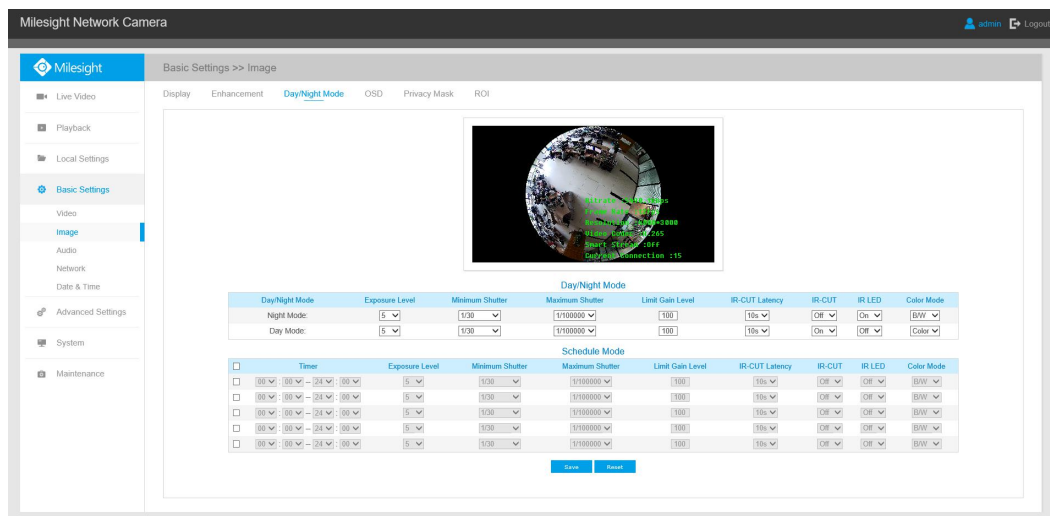 Milesight Network Camera
admin Logout
Milesight
Basic Settings >> Image
Live Video
Playback
Local Settings
Basic Settings
Video
Image
Audio
Network
Date & Time
Advanced Settings
System
Maintenance
Display Enhancement Day/Night Mode OSD Privacy Mask ROI
Smart Stream :Off
Current Connection :15
Day/Night Mode
Day/Night Mode Exposure Level Minimum Shutter Maximum Shutter Limit Gain Level IR-CUT Latency IR-CUT IR LED Color Mode
Night Mode: 5 1/30 1/100000 100 10s Off On B/W
Day Mode: 5 1/30 1/100000 100 10s On Off Color
Schedule Mode
Timer Exposure Level Minimum Shutter Maximum Shutter Limit Gain Level IR-CUT Latency IR-CUT IR LED Color Mode
00 : 00 – 24 : 00 5 1/30 1/100000 100 10s Off Off B/W
00 : 00 – 24 : 00 5 1/30 1/100000 100 10s Off Off B/W
00 : 00 – 24 : 00 5 1/30 1/100000 100 10s Off Off B/W
00 : 00 – 24 : 00 5 1/30 1/100000 100 10s Off Off B/W
00 : 00 – 24 : 00 5 1/30 1/100000 100 10s Off Off B/W
Save Reset